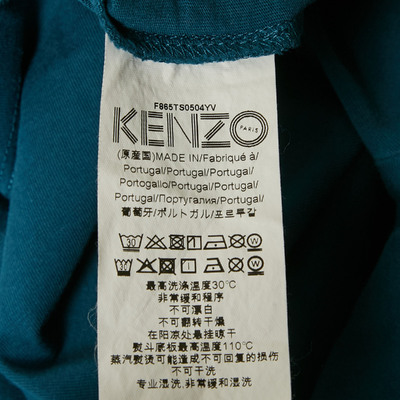 F865TS0504YV
KENZO
PARIS
(原産国)MADE IN/Fabriqué à/
Portugal/Portugal/Portugal/
Portogallo/Portugal/Portugal/
Portugal/Португалия/Portugal/
葡萄牙/ポルトガル/포르투갈
30 W
30 W
最高洗涤温度30℃
非常缓和程序
不可漂白
不可翻转干燥
在阳凉处悬挂晾干
熨斗底板最高温度110℃
蒸汽熨烫可能造成不可回复的损伤
不可干洗
专业湿洗,非常缓和湿洗